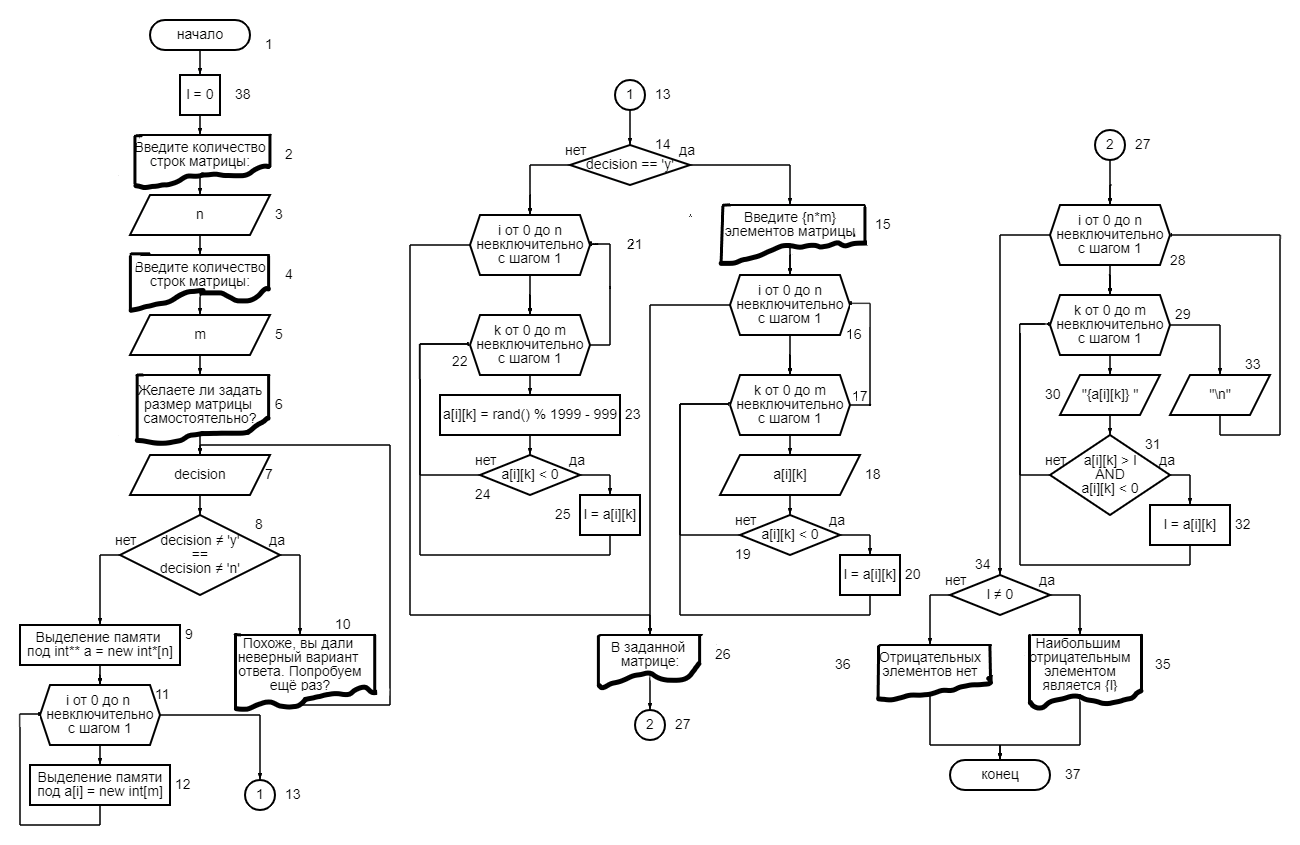 начало
1
l = 0
38
Введите количество
строк матрицы:
2
n
3
Введите количество
строк матрицы:
4
m
5
Желаете ли задать
размер матрицы
самостоятельно?
6
decision
7
8
нет
decision ≠ 'y'
==
decision ≠ 'n'
да
Выделение памяти
под int** a = new int*[n]
9
10
Похоже, вы дали
неверный вариант
ответа. Попробуем
ещё раз?
11
i от 0 до n
невключительно
с шагом 1
Выделение памяти
под a[i] = new int[m]
12
1
13
1
13
14
нет
decision == 'y'
да
i от 0 до n
невключительно
с шагом 1
21
k от 0 до m
невключительно
с шагом 1
22
a[i][k] = rand() % 1999 - 999
23
нет
a[i][k] < 0
да
24
25
l = a[i][k]
Введите {n*m}
элементов матрицы
15
i от 0 до n
невключительно
с шагом 1
16
k от 0 до m
невключительно
с шагом 1
17
a[i][k]
18
нет
a[i][k] < 0
да
19
l = a[i][k]
20
В заданной
матрице:
26
2
27
2
27
i от 0 до n
невключительно
с шагом 1
28
k от 0 до m
невключительно
с шагом 1
29
30
"{a[i][k]} "
33
"\n"
31
нет
a[i][k] > l
AND
a[i][k] < 0
да
l = a[i][k]
32
34
нет
l ≠ 0
да
36
Отрицательных
элементов нет
Наибольшим
отрицательным
элементом
является {l}
35
конец
37